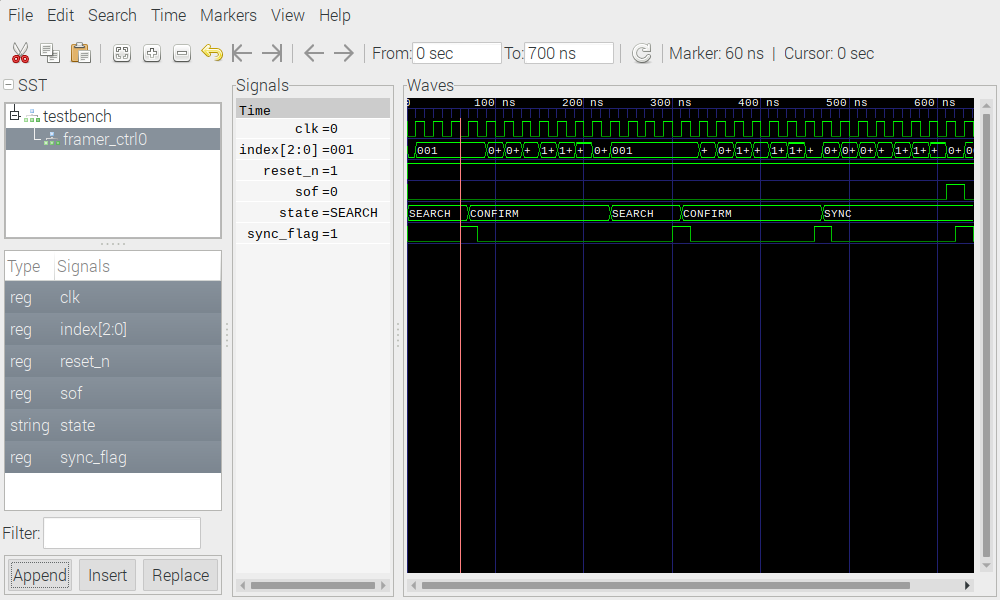 File Edit Search Time Markers View Help
From: 0 sec To: 700 ns Marker: 60 ns | Cursor: 0 sec
SST
testbench
framer_ctrl0
Type Signals
reg clk
reg index[2:0]
reg reset_n
reg sof
string state
reg sync_flag
Filter:
Append Insert Replace
Signals
Time
clk =0
index[2:0] =001
reset_n =1
sof =0
state =SEARCH
sync_flag =1
Waves
0 100 ns 200 ns 300 ns 400 ns 500 ns 600 ns
001 0+ 0+ + 1+ 1+ + 0+ 001 + 0+ 1+ + 1+ 1+ + 0+ 0+ 0+ + 1+ 1+ + 0+ 0
SEARCH CONFIRM SEARCH CONFIRM SYNC